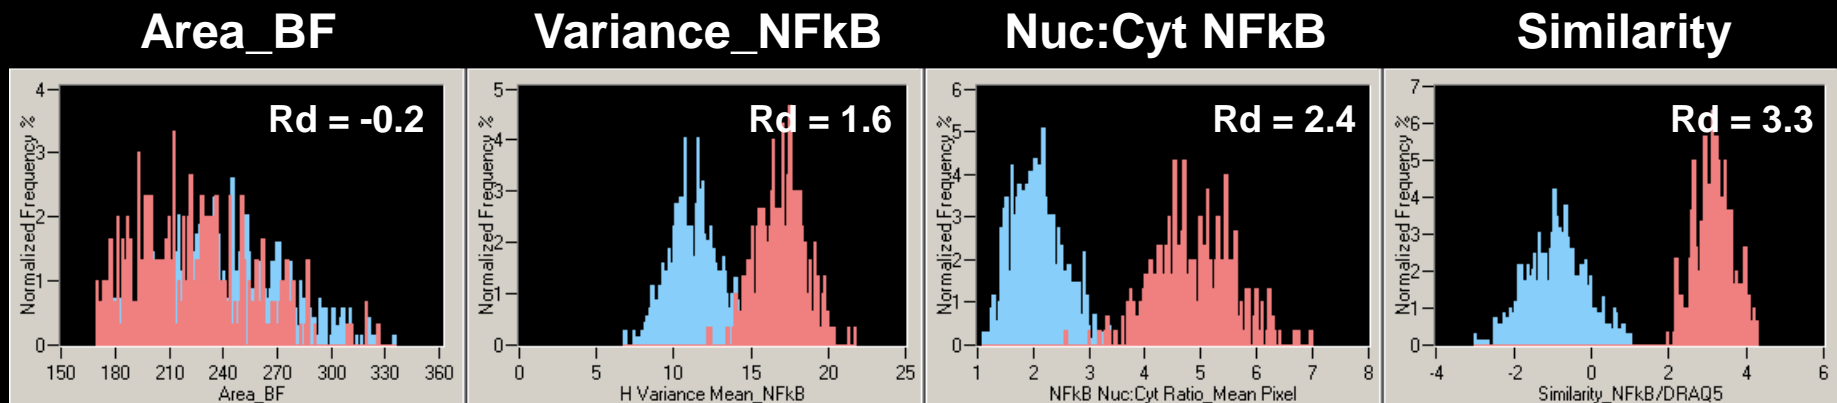 Area_BF
Rd = -0.2
Normalized Frequency %
4
3
2
1
0
150 180 210 240 270 300 330 360
Area_BF
Variance_NFkB
Rd = 1.6
Normalized Frequency %
5
4
3
2
1
0
0 5 10 15 20 25
H Variance Mean_NFkB
Nuc:Cyt NFkB
Rd = 2.4
Normalized Frequency %
6
5
4
3
2
1
0
1 2 3 4 5 6 7 8
NFkB Nuc:Cyt Ratio_Mean Pixel
Similarity
Rd = 3.3
Normalized Frequency %
7
6
5
4
3
2
1
0
-4 -2 0 2 4 6
Similarity_NFkB/DRAQ5